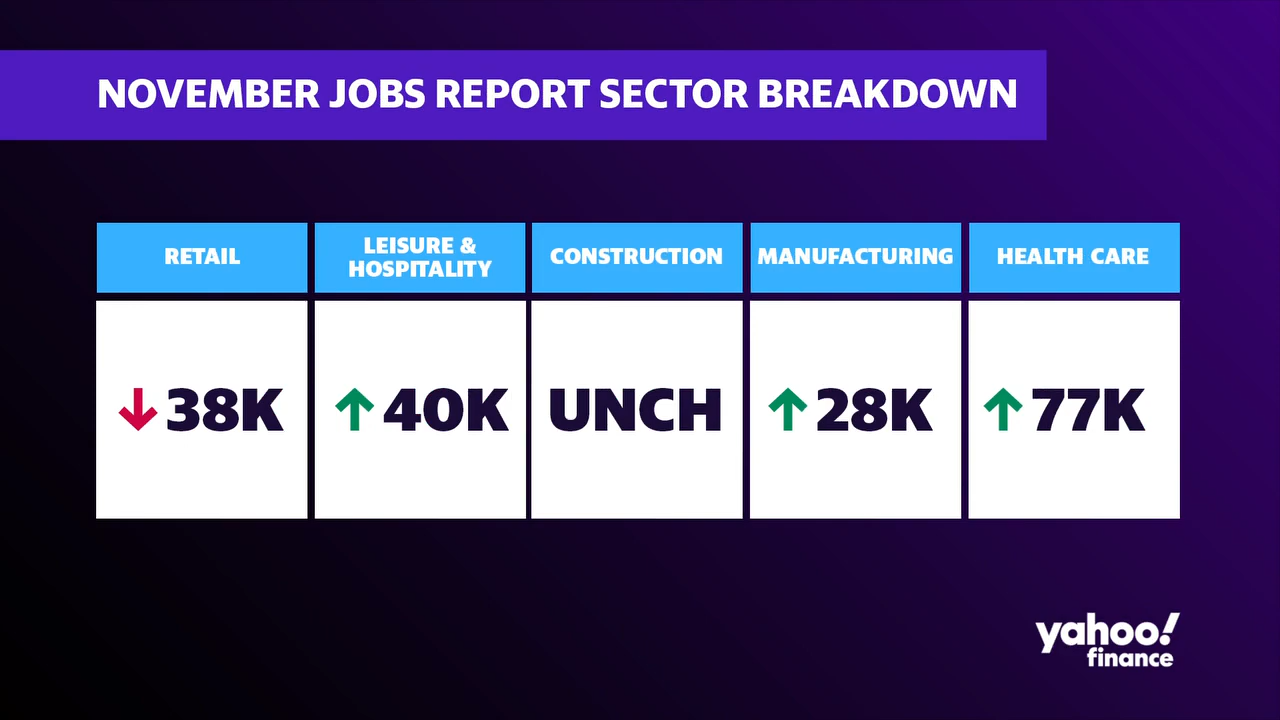 NOVEMBER JOBS REPORT SECTOR BREAKDOWN
RETAIL
LEISURE &
HOSPITALITY
CONSTRUCTION
MANUFACTURING
HEALTH CARE
↓38K
↑40K
UNCH
↑28K
↑77K
yahoo!
finance